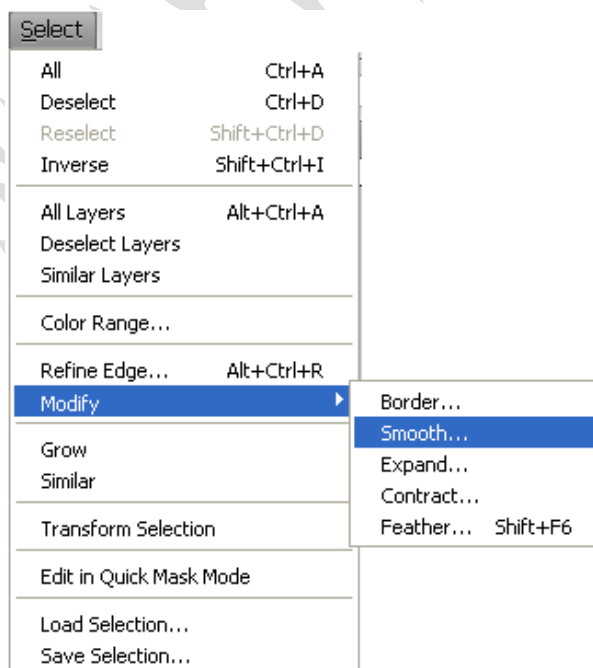 Select
All Ctrl+A
Deselect Ctrl+D
Reselect Shift+Ctrl+D
Inverse Shift+Ctrl+I
All Layers Alt+Ctrl+A
Deselect Layers
Similar Layers
Color Range...
Refine Edge... Alt+Ctrl+R
Modify
Border...
Smooth...
Expand...
Contract...
Feather... Shift+F6
Grow
Similar
Transform Selection
Edit in Quick Mask Mode
Load Selection...
Save Selection...